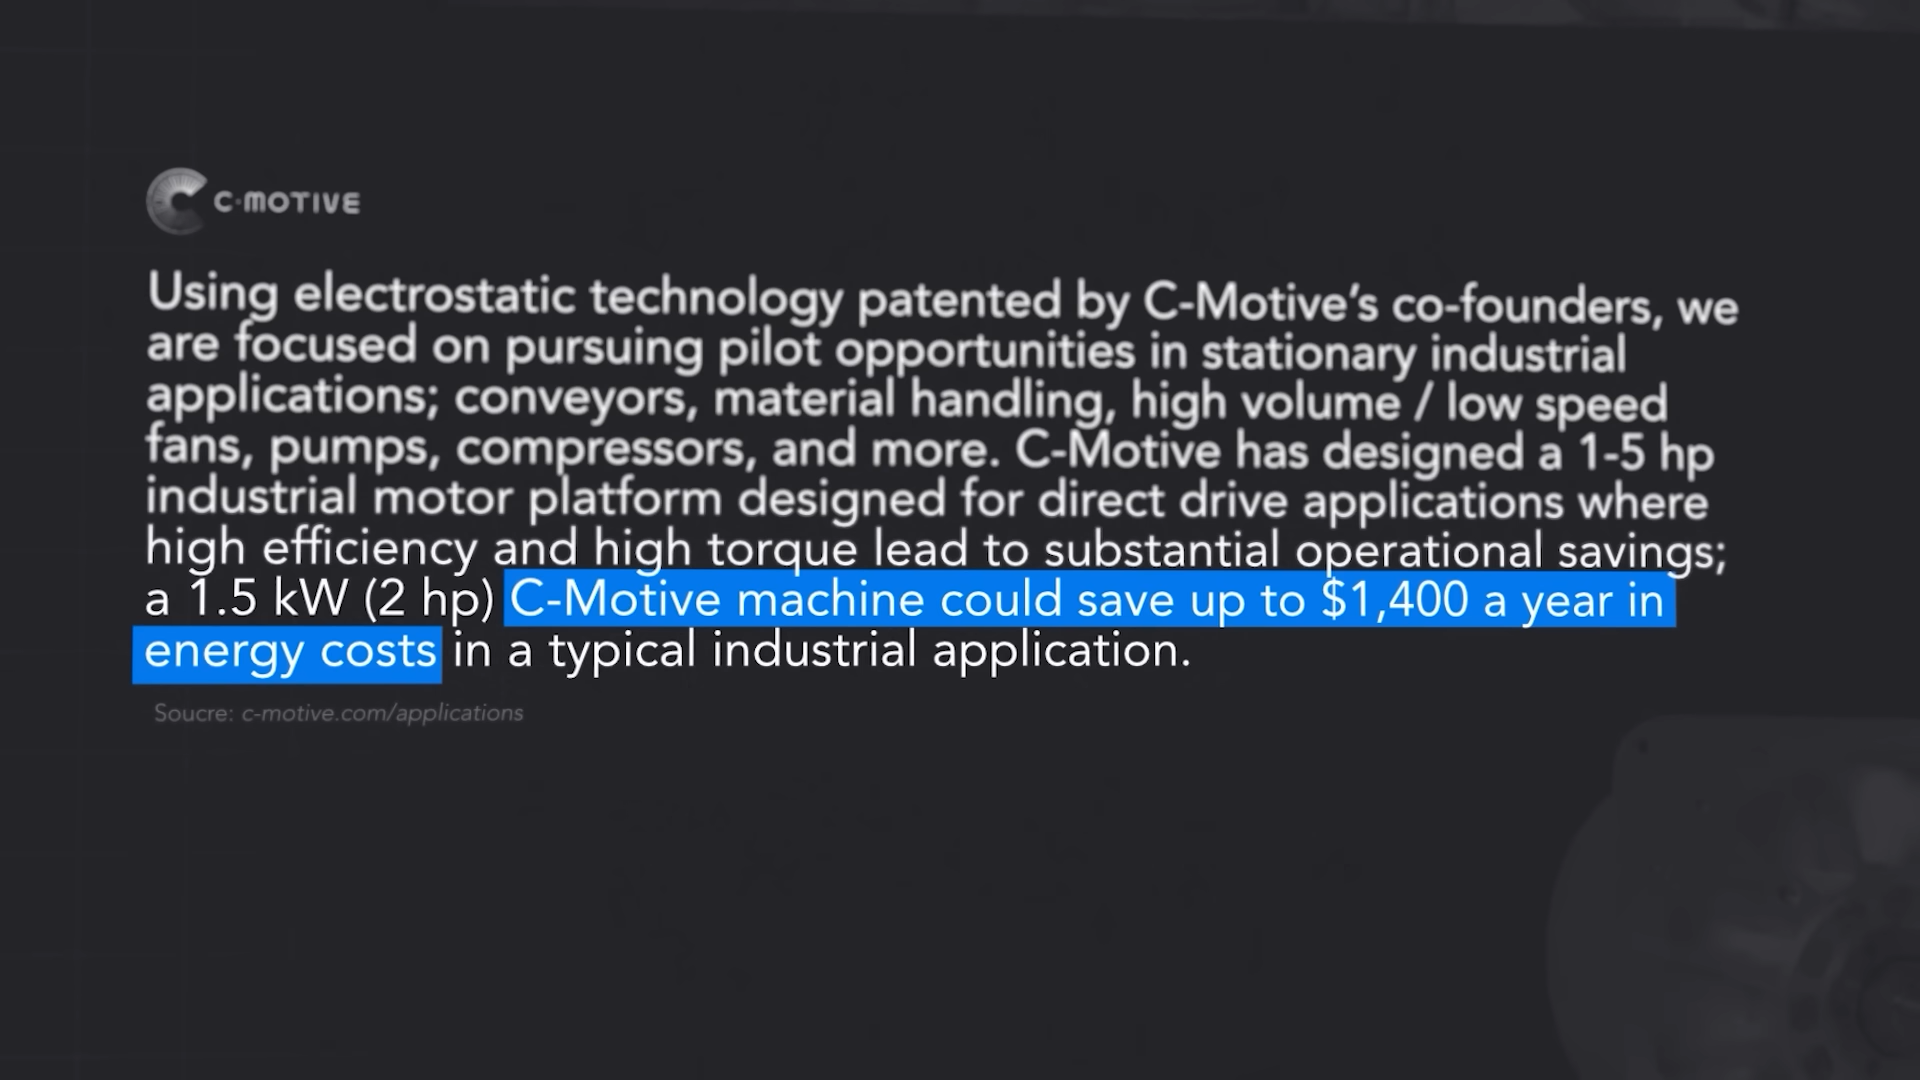 C-MOTIVE
Using electrostatic technology patented by C-Motive's co-founders, we
are focused on pursuing pilot opportunities in stationary industrial
applications; conveyors, material handling, high volume / low speed
fans, pumps, compressors, and more. C-Motive has designed a 1-5 hp
industrial motor platform designed for direct drive applications where
high efficiency and high torque lead to substantial operational savings;
a 1.5 kW (2 hp) C-Motive machine could save up to $1,400 a year in
energy costs in a typical industrial application.
Soucre: c-motive.com/applications